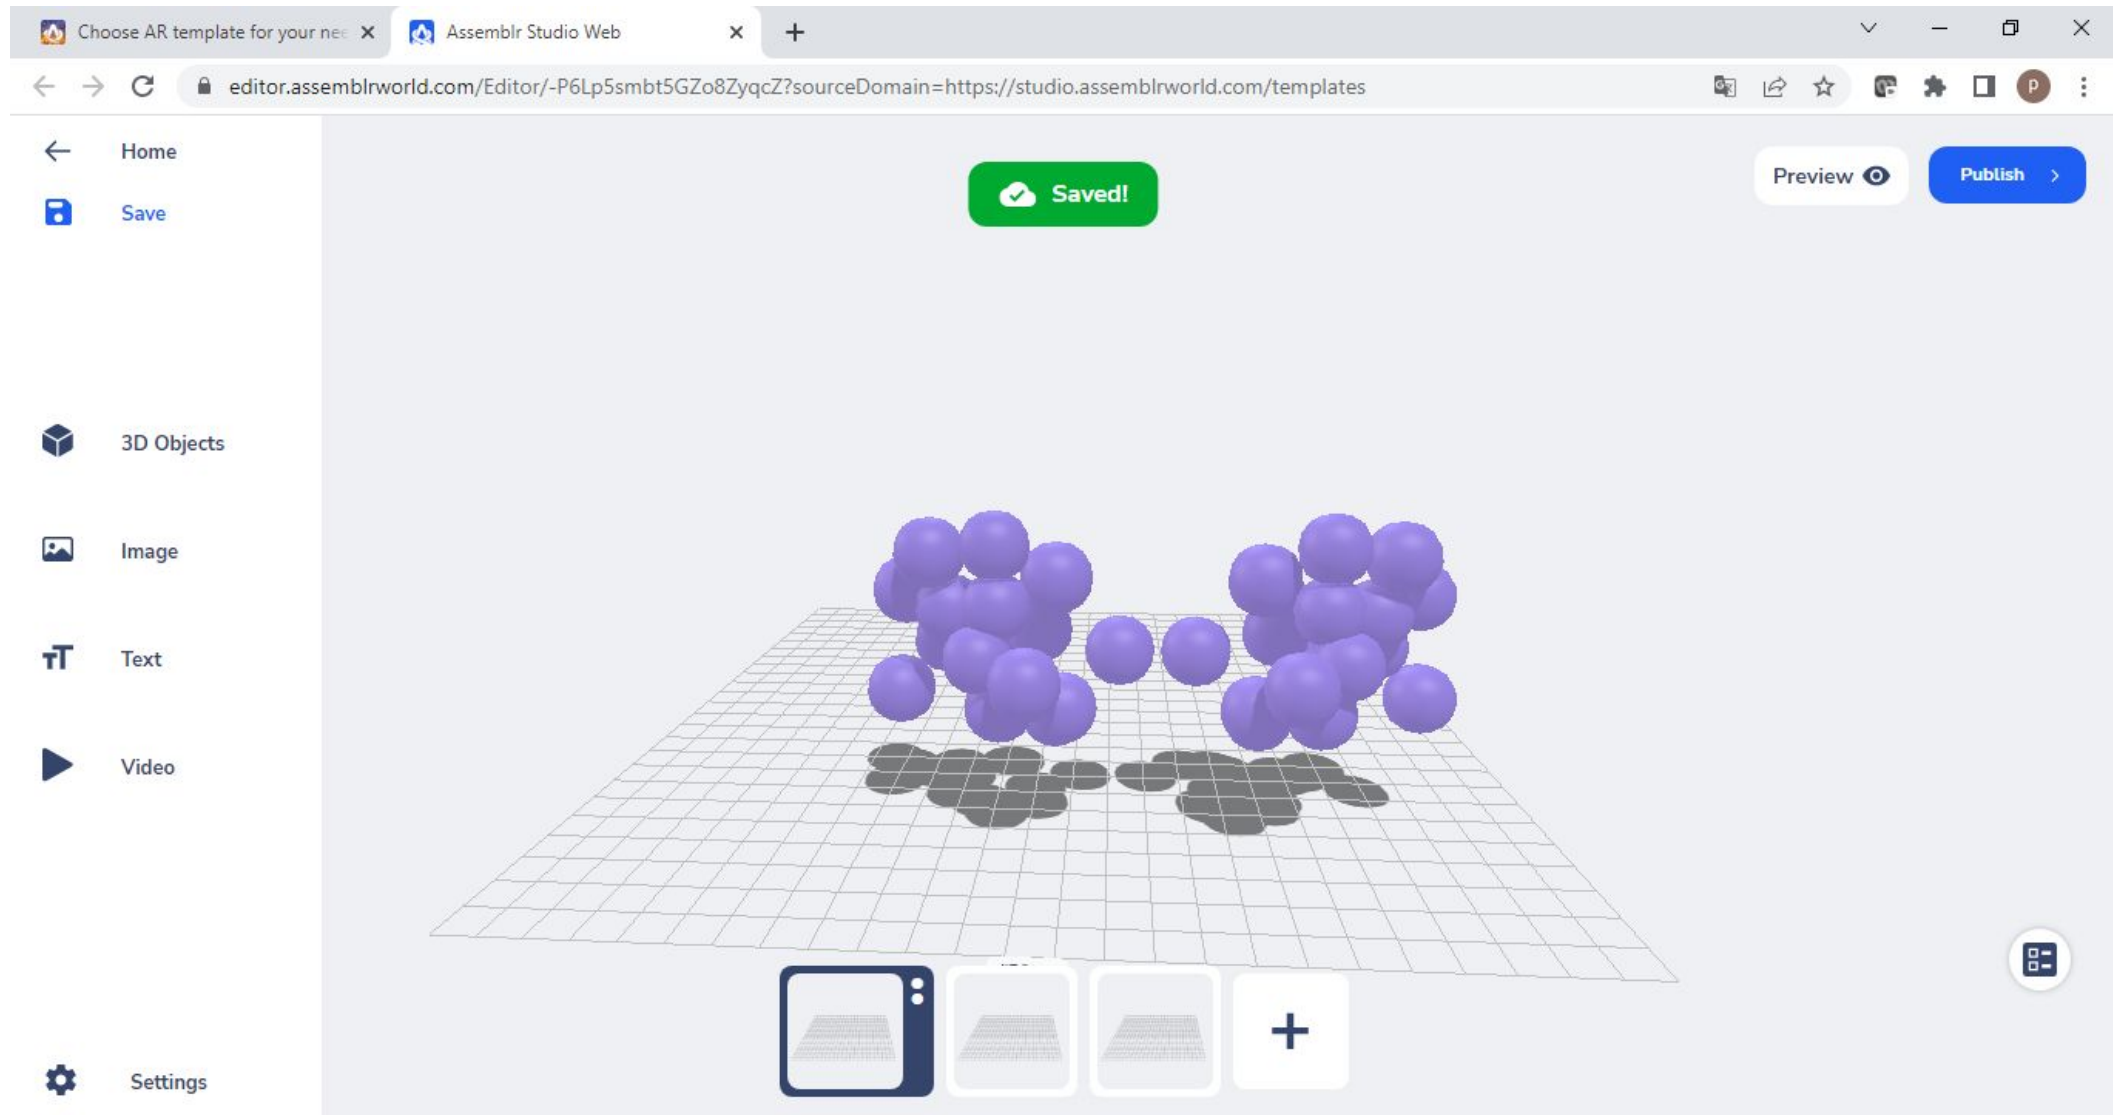 Choose AR template for your nee
Assemblr Studio Web
editor.assemblrworld.com/Editor/-P6Lp5smbt5GZo8ZyqcZ?sourceDomain=https://studio.assemblrworld.com/templates
P
Home
Save
Saved!
Preview
Publish
3D Objects
Image
Text
Video
Settings